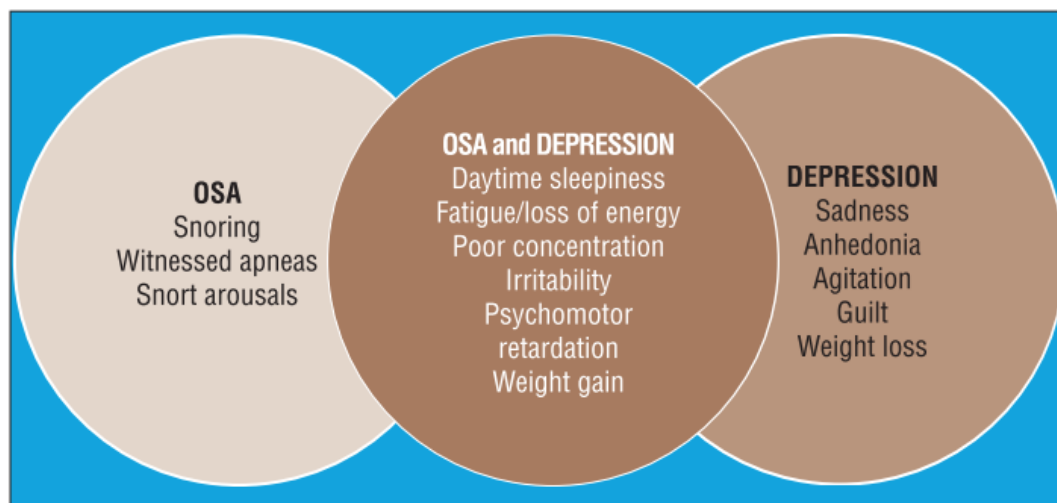 OSA
Snoring
Witnessed apneas
Snort arousals
OSA and DEPRESSION
Daytime sleepiness
Fatigue/loss of energy
Poor concentration
Irritability
Psychomotor
retardation
Weight gain
DEPRESSION
Sadness
Anhedonia
Agitation
Guilt
Weight loss